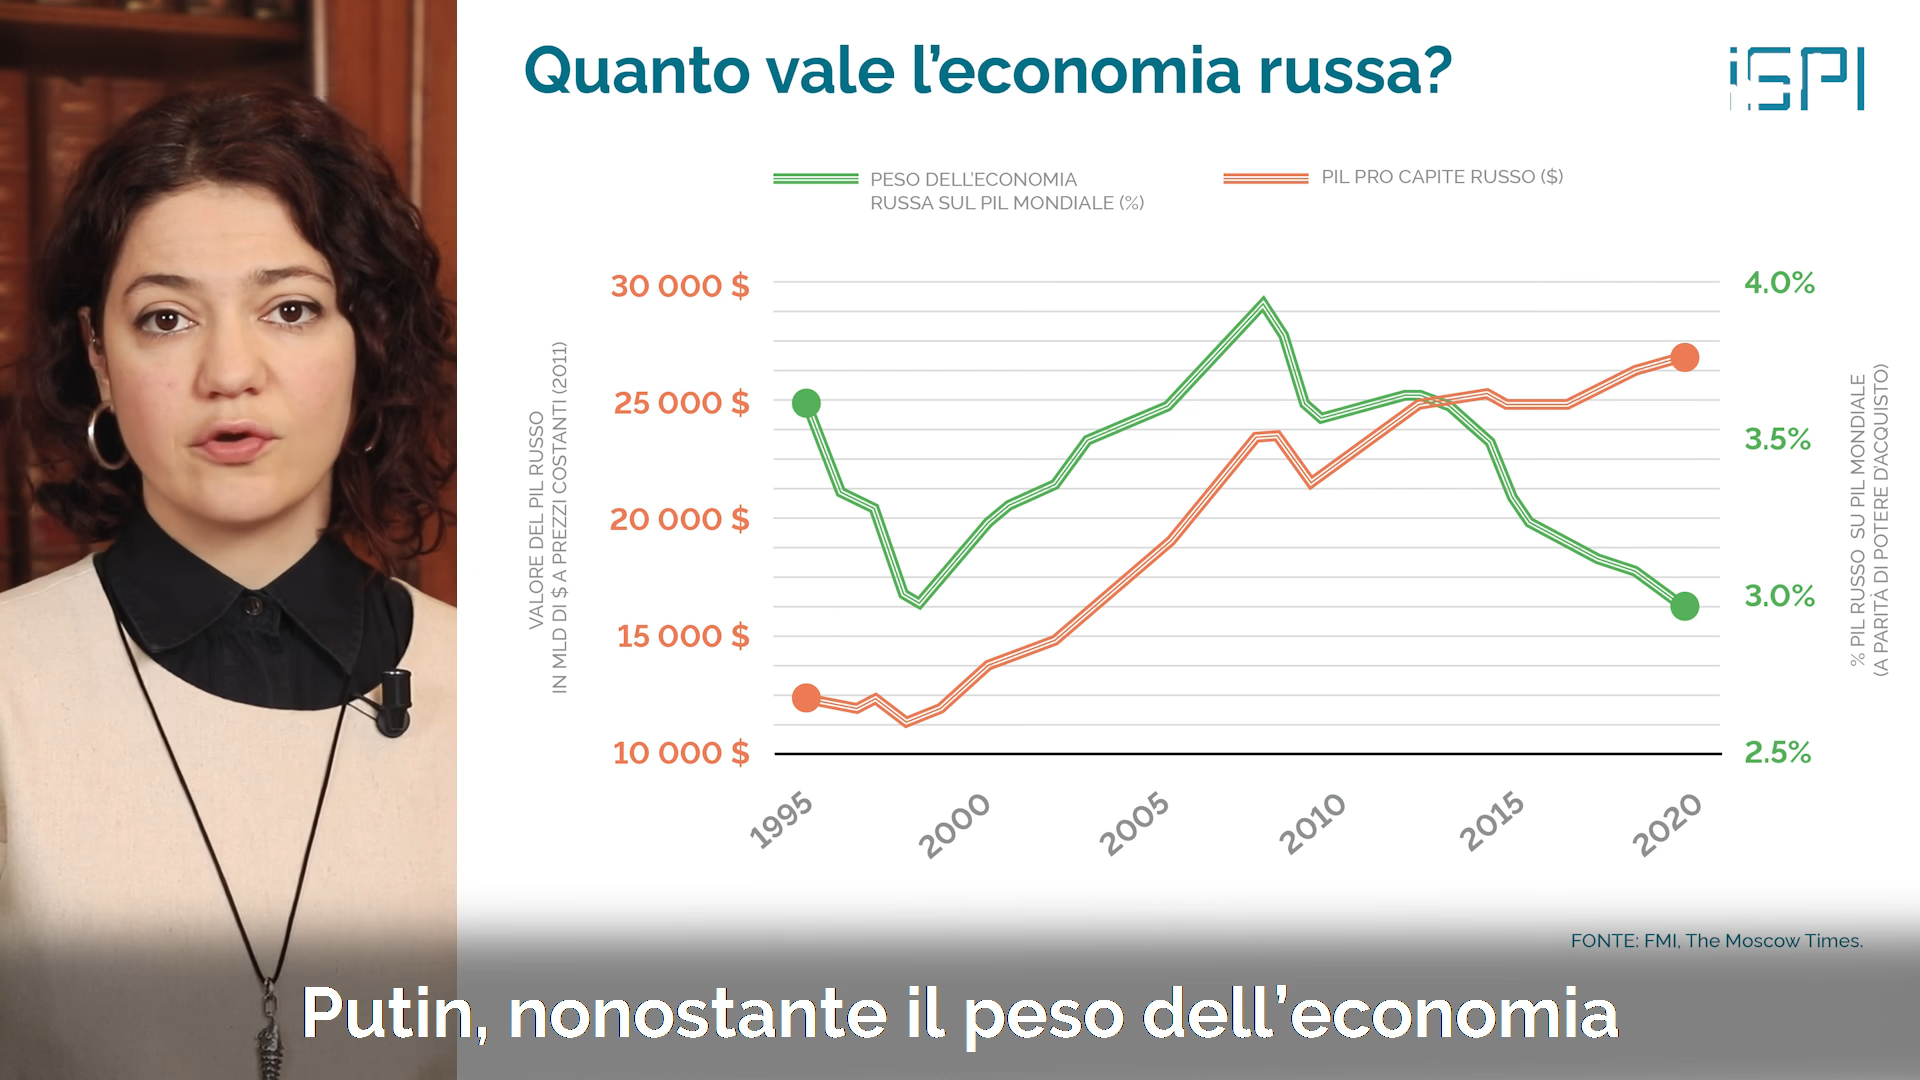 Quanto vale l'economia russa?
iSPI
PESO DELL'ECONOMIA
RUSSA SUL PIL MONDIALE (%)
PIL PRO CAPITE RUSSO ($)
VALORE DEL PIL RUSSO
IN MLD DI $ A PREZZI COSTANTI (2011)
30 000 $
25 000 $
20 000 $
15 000 $
10 000 $
4.0%
3.5%
3.0%
2.5%
% PIL RUSSO SU PIL MONDIALE
(A PARITÀ DI POTERE D'ACQUISTO)
1995
2000
2005
2010
2015
2020
FONTE: FMI, The Moscow Times.
Putin, nonostante il peso dell'economia